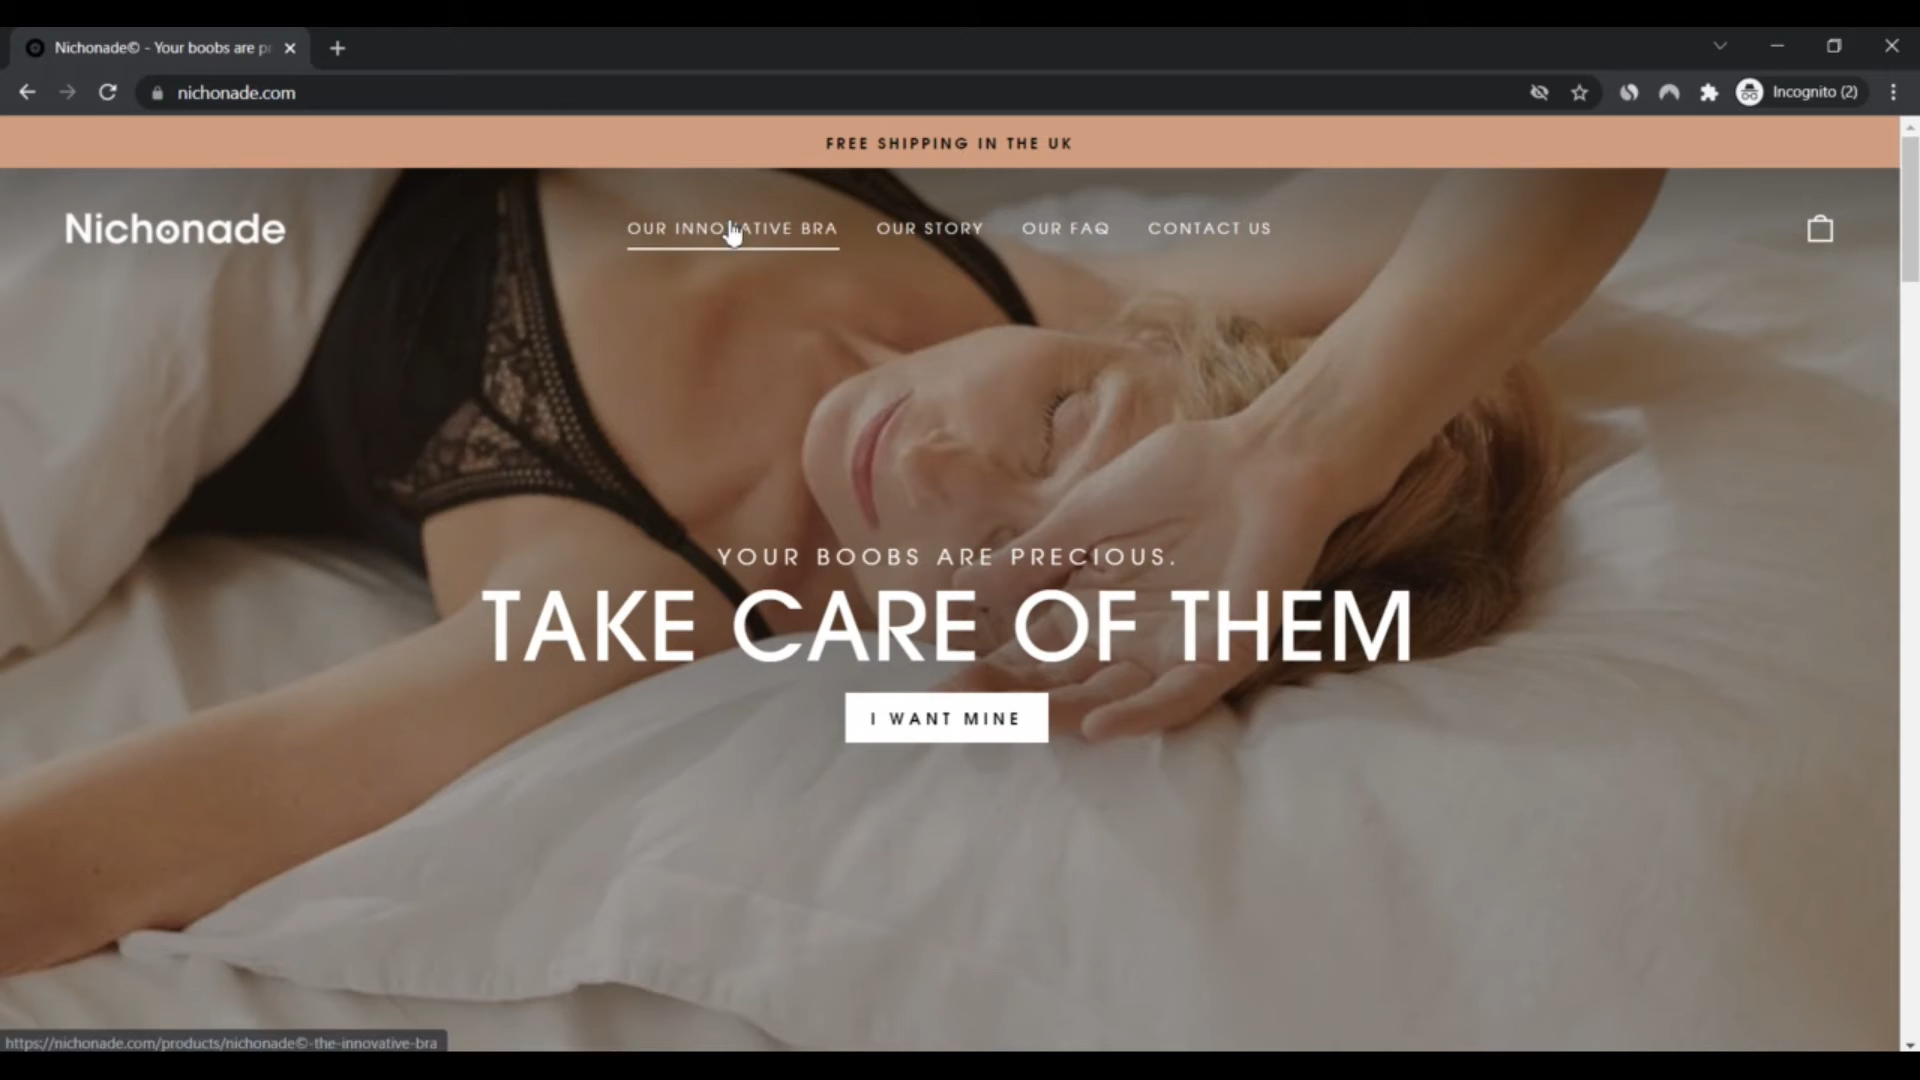 Nichonade© - Your boobs are pr
nichonade.com
Incognito (2)
FREE SHIPPING IN THE UK
Nichonade
OUR INNOVATIVE BRA
OUR STORY
OUR FAQ
CONTACT US
YOUR BOOBS ARE PRECIOUS.
TAKE CARE OF THEM
I WANT MINE
https://nichonade.com/products/nichonade©-the-innovative-bra